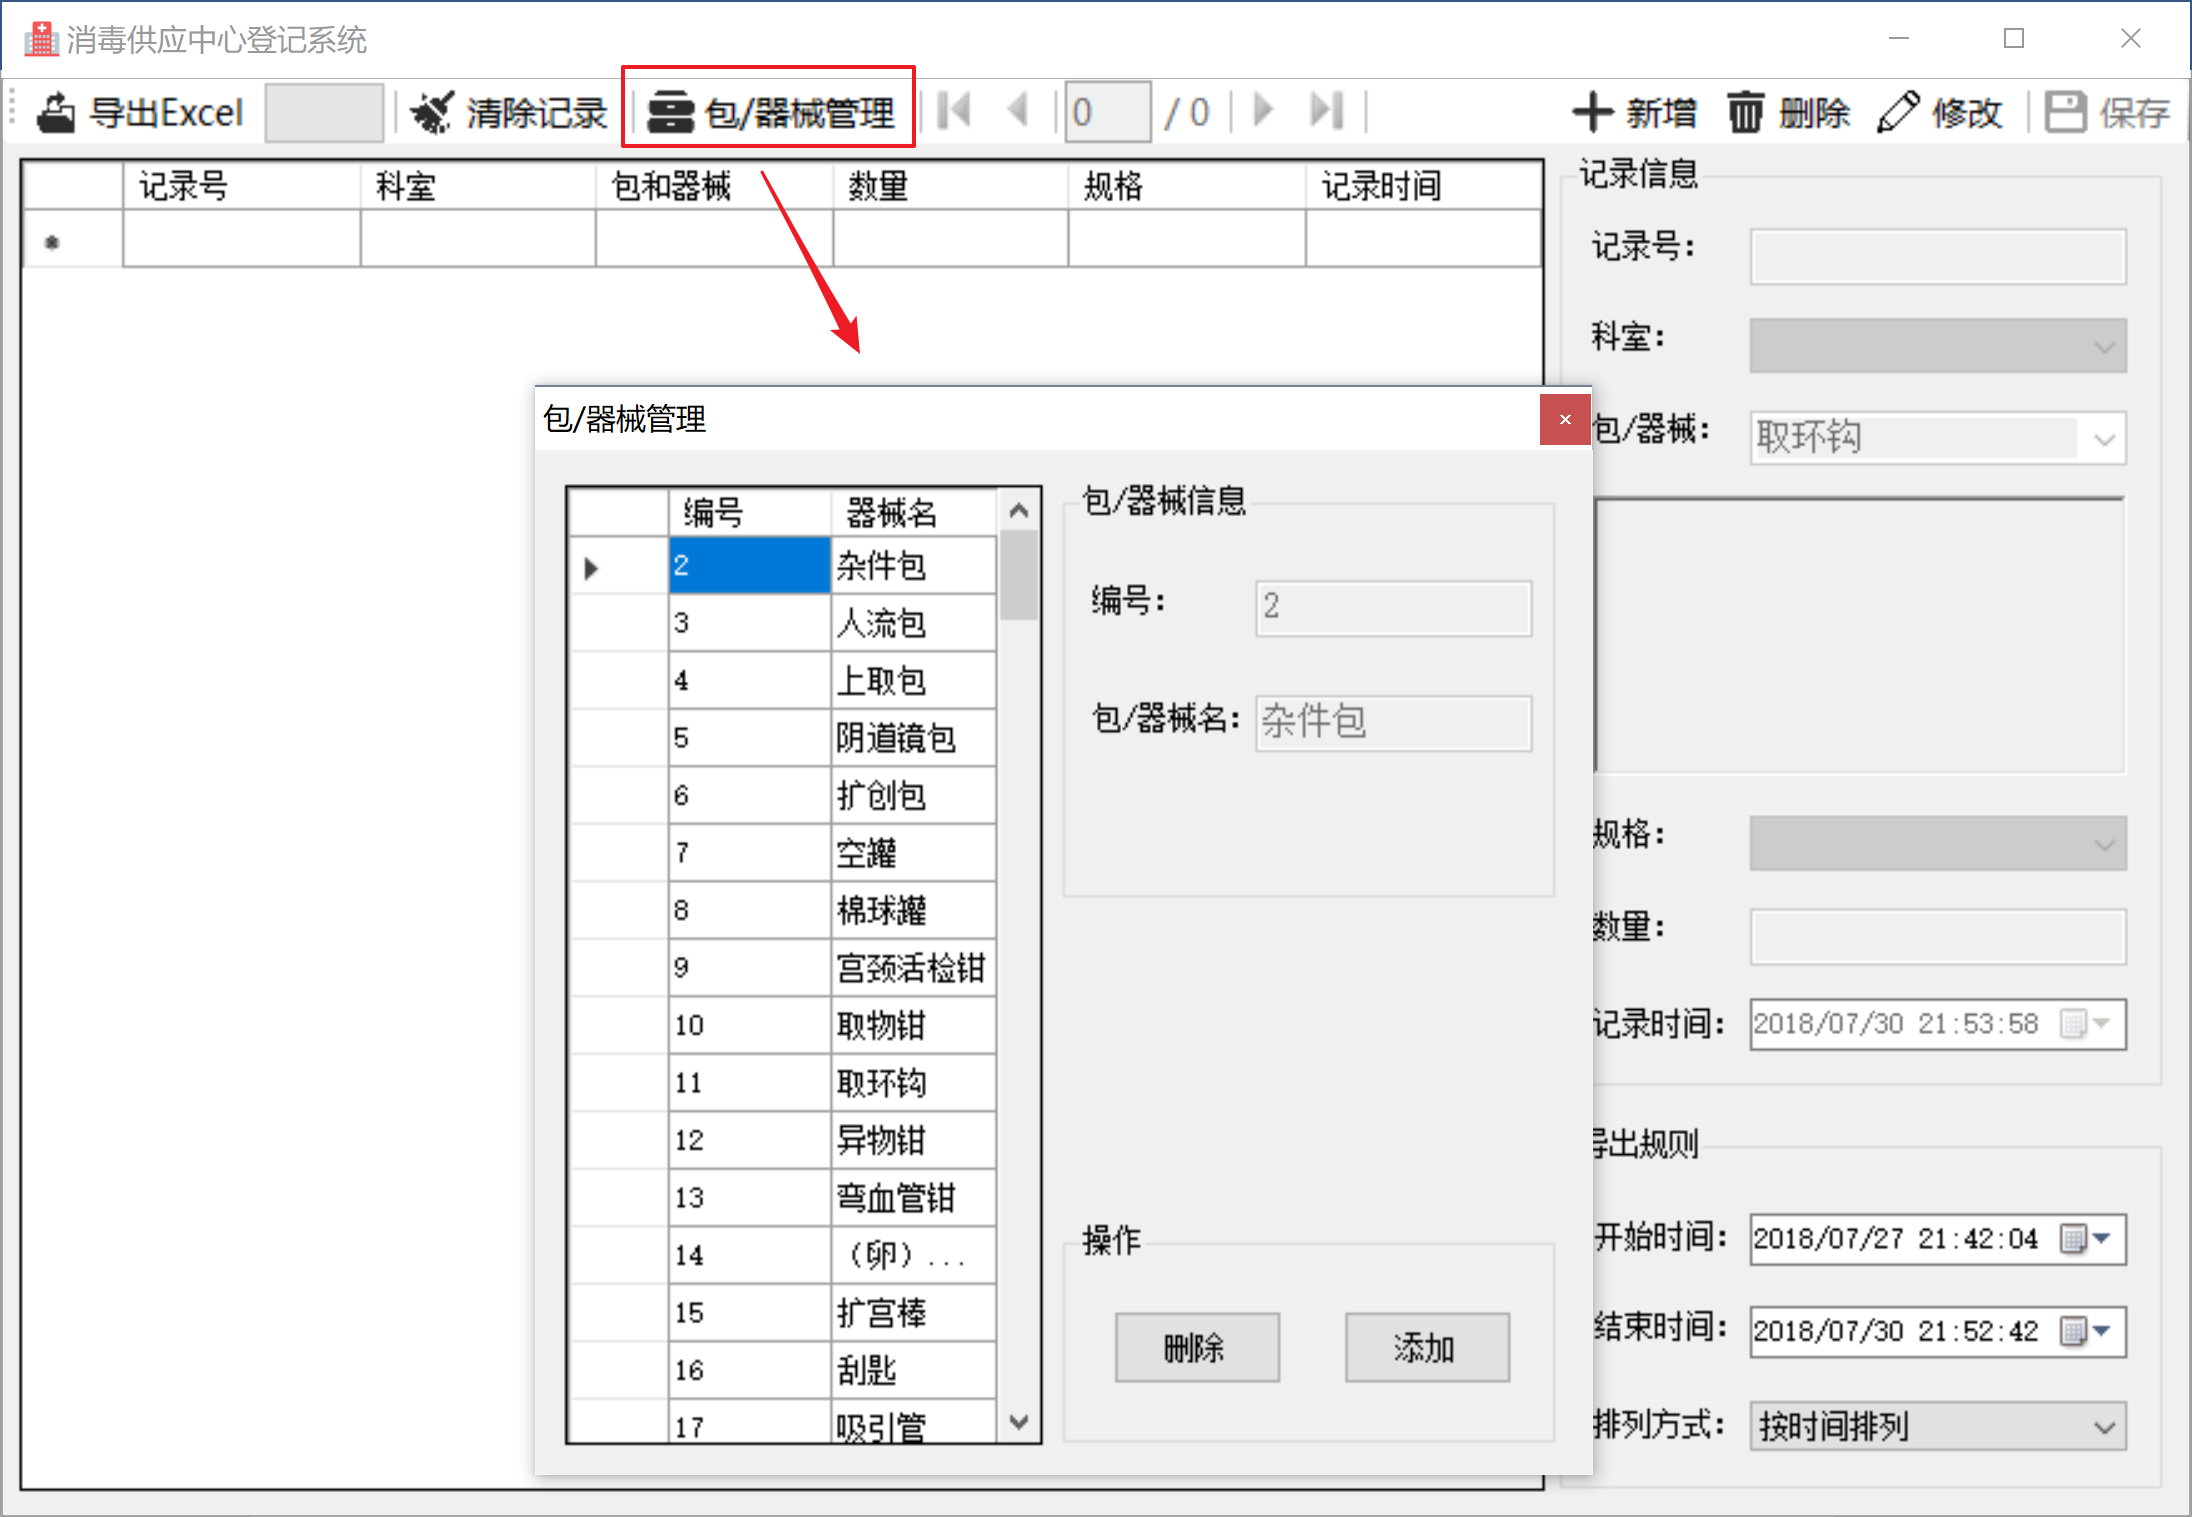 消毒供应中心登记系统
导出Excel 清除记录 包/器械管理 0 / 0 新增 删除 修改 保存
记录号 科室 包和器械 数量 规格 记录时间
记录信息
记录号：
科室：
包/器械： 取环钩
规格：
数量：
记录时间： 2018/07/30 21:53:58
导出规则
开始时间： 2018/07/27 21:42:04
结束时间： 2018/07/30 21:52:42
排列方式： 按时间排列
包/器械管理
编号 器械名
2 杂件包
3 人流包
4 上取包
5 阴道镜包
6 扩创包
7 空罐
8 棉球罐
9 宫颈活检钳
10 取物钳
11 取环钩
12 异物钳
13 弯血管钳
14 （卵）...
15 扩宫棒
16 刮匙
17 吸引管
包/器械信息
编号： 2
包/器械名： 杂件包
操作
删除 添加